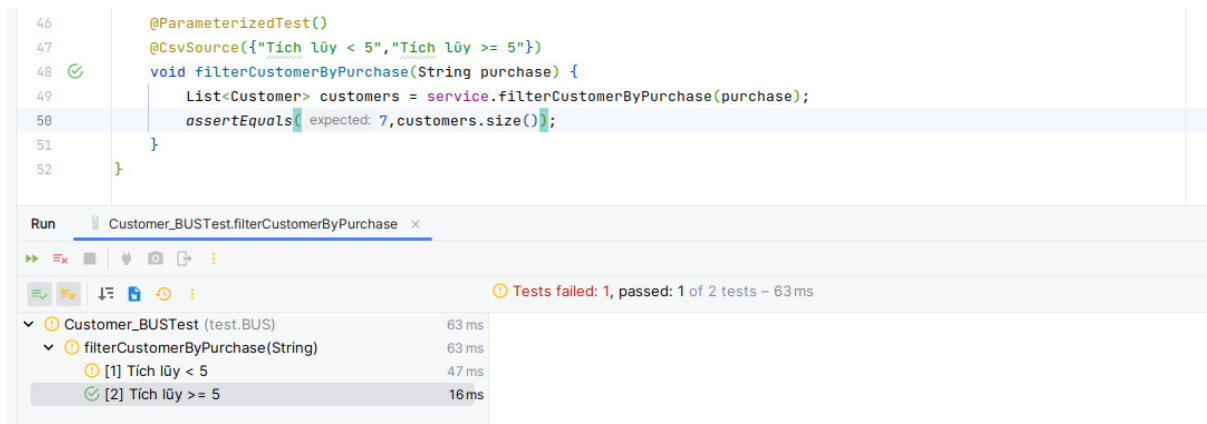 46 @ParameterizedTest()
47 @CsvSource({"Tích lũy < 5","Tích lũy >= 5"})
48 void filterCustomerByPurchase(String purchase) {
49 List<Customer> customers = service.filterCustomerByPurchase(purchase);
50 assertEquals( expected: 7,customers.size());
51 }
52 }
Run Customer_BUSTest.filterCustomerByPurchase ×
Tests failed: 1, passed: 1 of 2 tests – 63 ms
Customer_BUSTest (test.BUS) 63 ms
filterCustomerByPurchase(String) 63 ms
[1] Tích lũy < 5 47 ms
[2] Tích lũy >= 5 16 ms